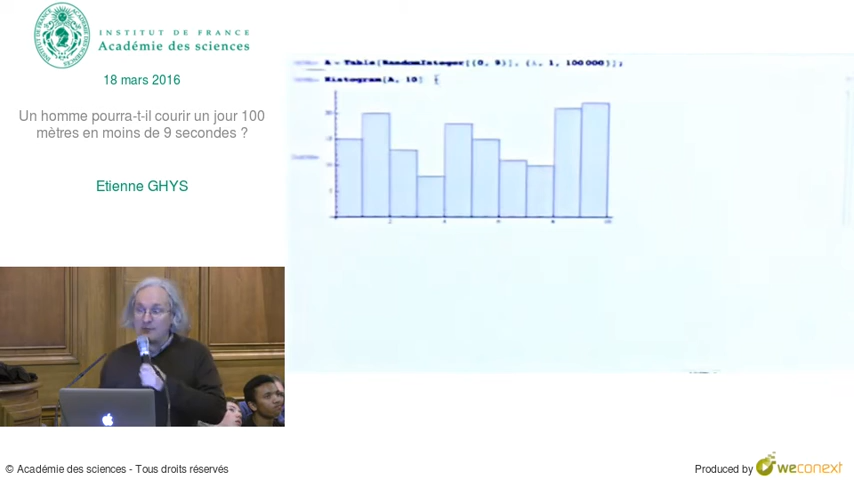 INSTITUT DE FRANCE
Académie des sciences
18 mars 2016
Un homme pourra-t-il courir un jour 100
mètres en moins de 9 secondes ?
Etienne GHYS
A = Table[RandomInteger[{0, 9}], {k, 1, 100000}];
Histogram[A, 10]
© Académie des sciences - Tous droits réservés
Produced by weconext